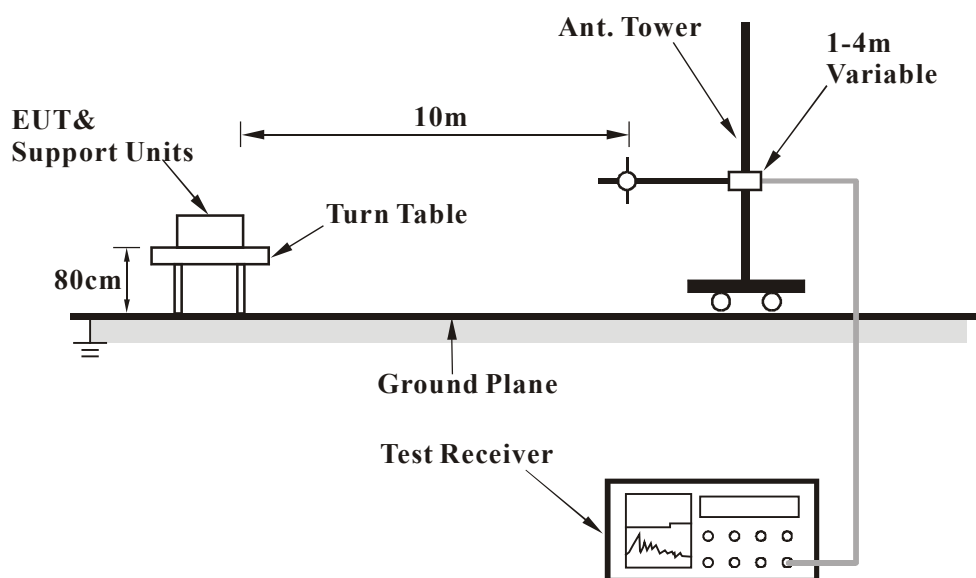 Ant. Tower
1-4m
Variable
10m
EUT&
Support Units
Turn Table
80cm
Ground Plane
Test Receiver